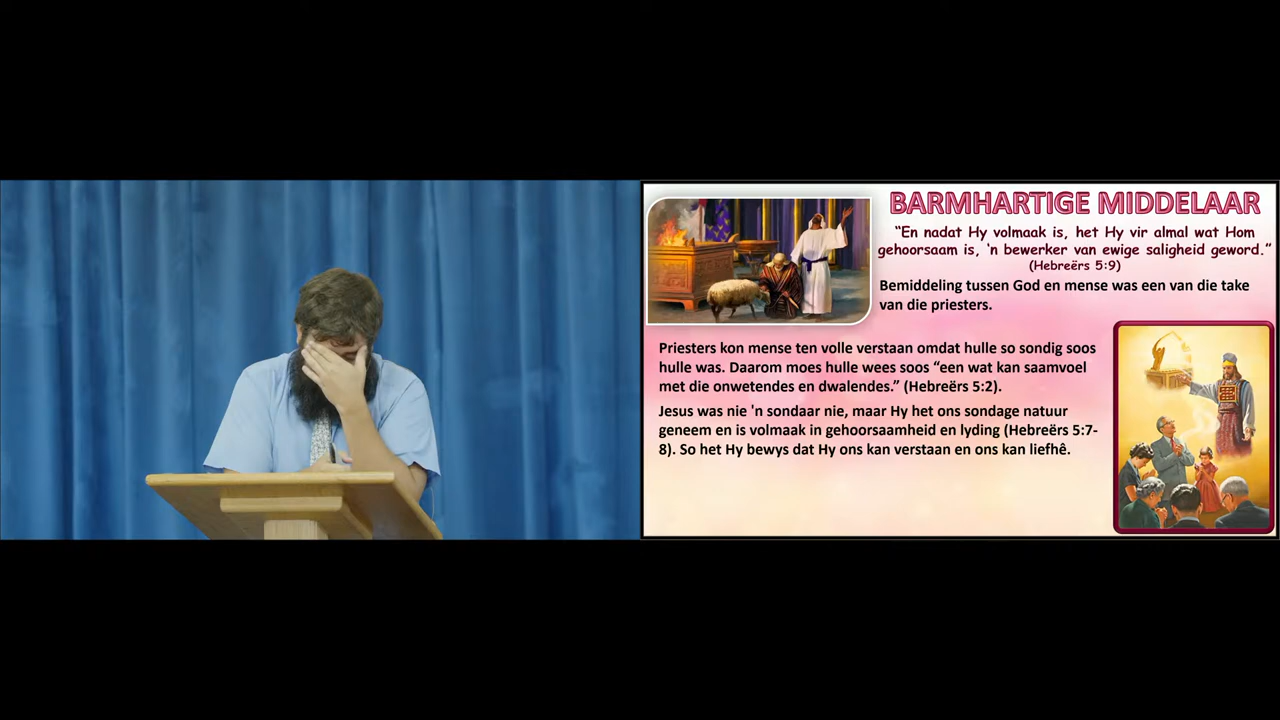 BARMHARTIGE MIDDELAAR
“En nadat Hy volmaak is, het Hy vir almal wat Hom
gehoorsaam is, ‘n bewerker van ewige saligheid geword.”
(Hebreërs 5:9)
Bemiddeling tussen God en mense was een van die take
van die priesters.
Priesters kon mense ten volle verstaan omdat hulle so sondig soos
hulle was. Daarom moes hulle wees soos “een wat kan saamvoel
met die onwetendes en dwalendes.” (Hebreërs 5:2).
Jesus was nie 'n sondaar nie, maar Hy het ons sondage natuur
geneem en is volmaak in gehoorsaamheid en lyding (Hebreërs 5:7-
8). So het Hy bewys dat Hy ons kan verstaan en ons kan liefhê.